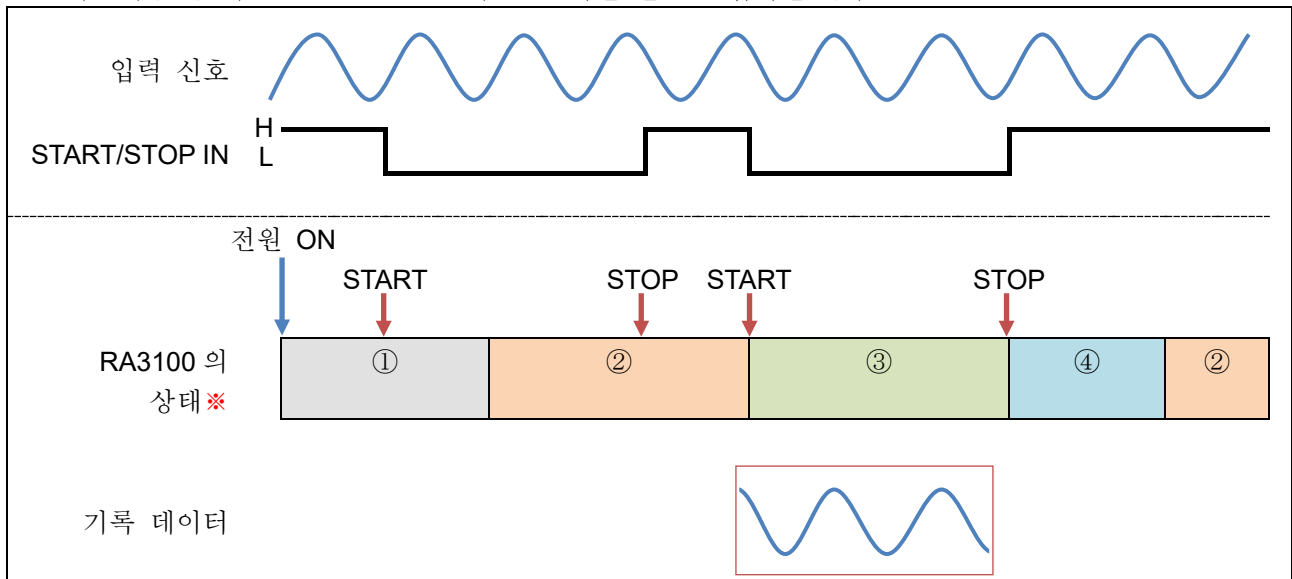 입력 신호
H
START/STOP IN L
전원 ON
START STOP START STOP
RA3100 의 ① ② ③ ④ ②
상태※
기록 데이터